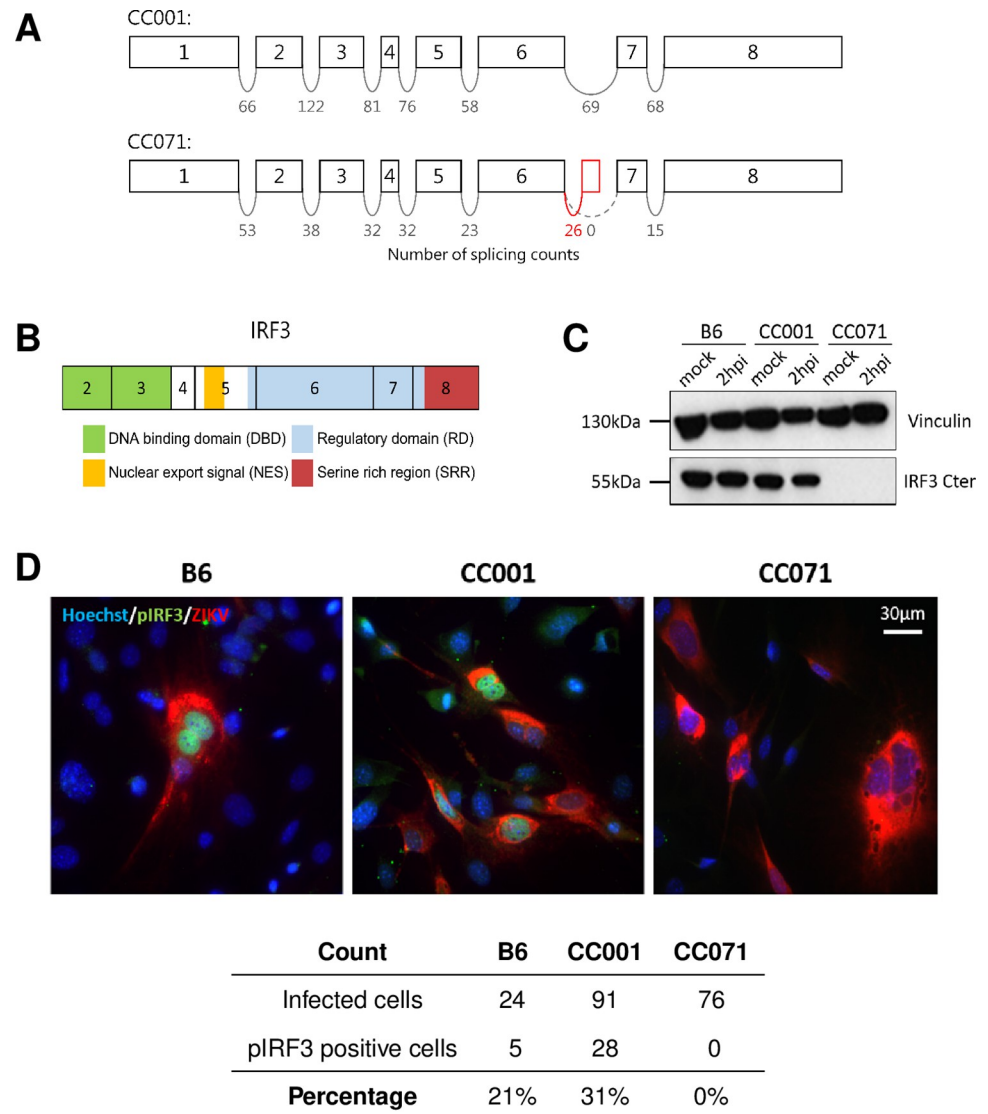 A
CC001:
1 2 3 4 5 6 7 8
66 122 81 76 58 69 68
CC071:
1 2 3 4 5 6 7 8
53 38 32 32 23 26 0 15
Number of splicing counts
B
IRF3
2 3 4 5 6 7 8
DNA binding domain (DBD) Regulatory domain (RD)
Nuclear export signal (NES) Serine rich region (SRR)
C
B6 CC001 CC071
mock 2hpi mock 2hpi mock 2hpi
130kDa Vinculin
55kDa IRF3 Cter
D
B6 CC001 CC071
Hoechst/pIRF3/ZIKV 30µm
Count B6 CC001 CC071
Infected cells 24 91 76
pIRF3 positive cells 5 28 0
Percentage 21% 31% 0%